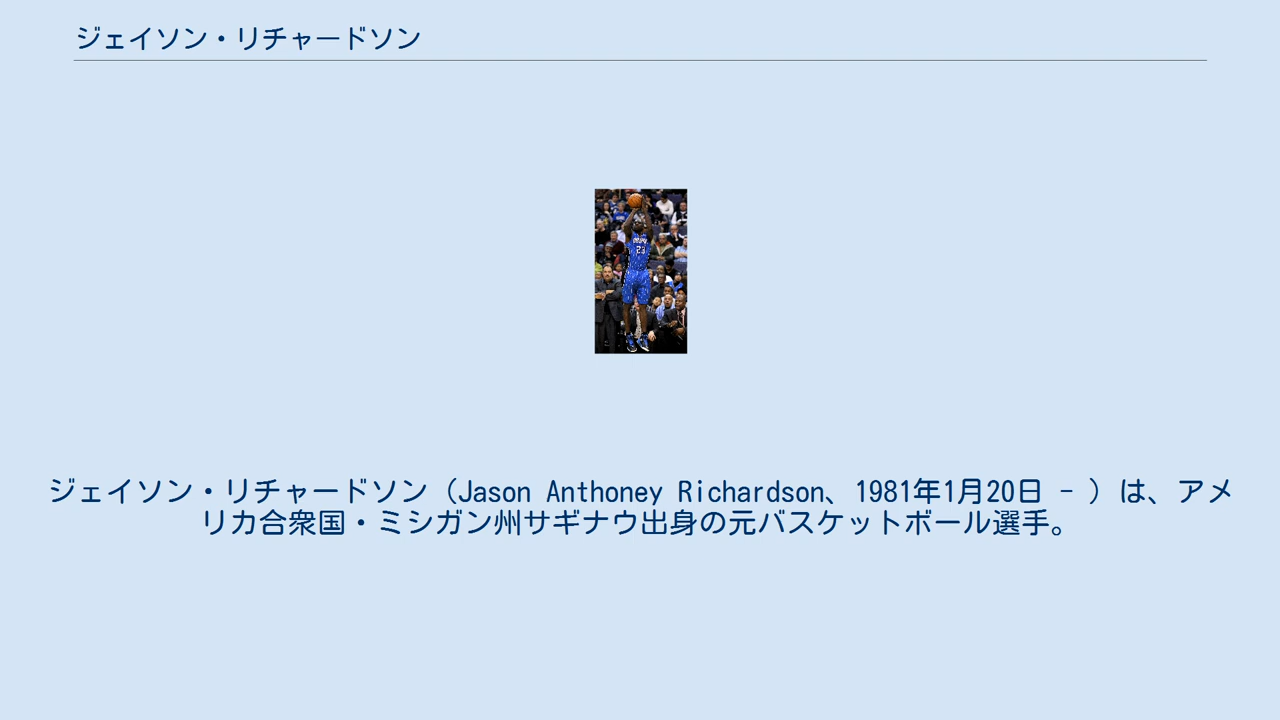 ジェイソン・リチャードソン
23
ジェイソン・リチャードソン（Jason Anthoney Richardson、1981年1月20日 - ）は、アメ
リカ合衆国・ミシガン州サギナウ出身の元バスケットボール選手。